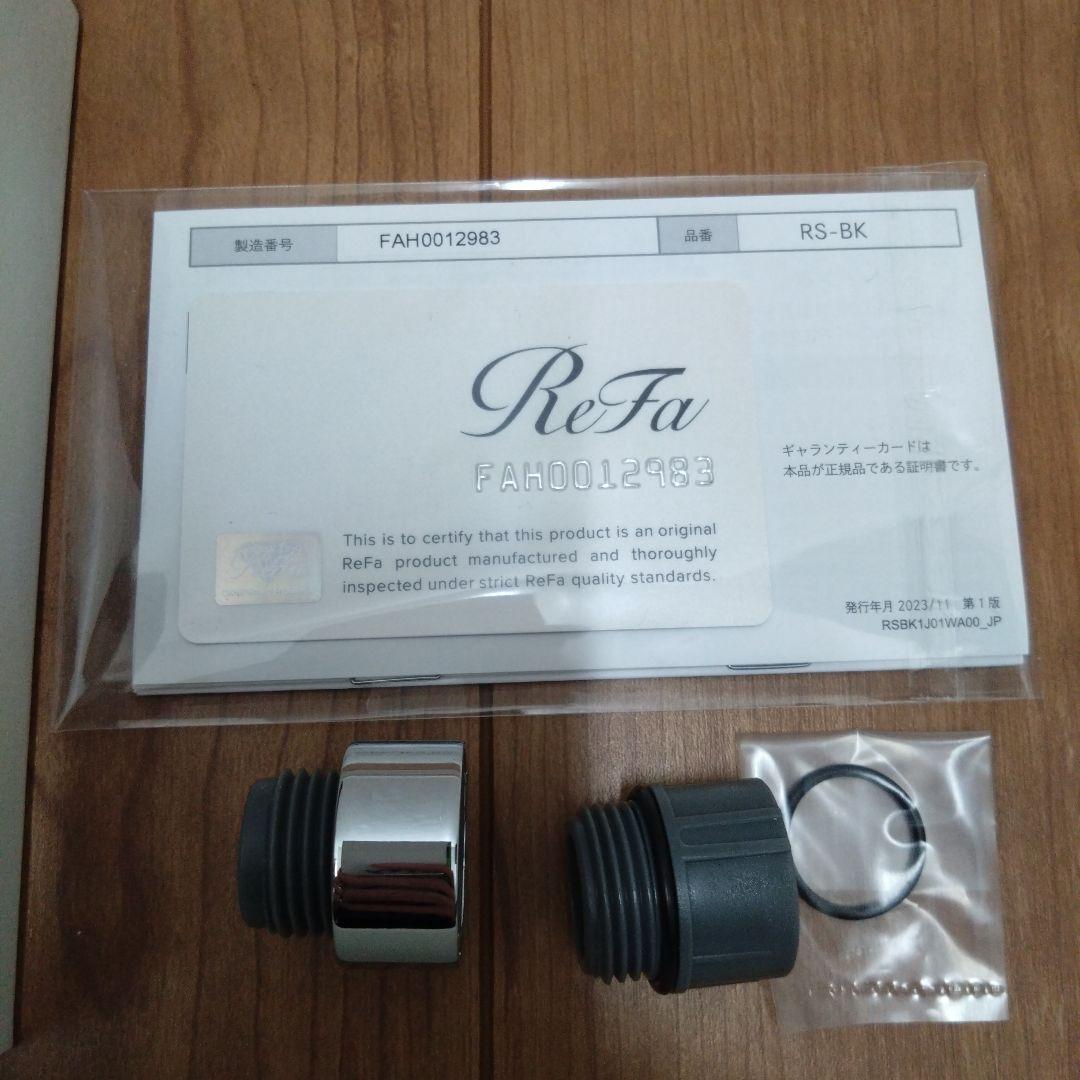 製造番号 FAH0012983 品番 RS-BK
ReFa
FAH0012983
ギャランティーカードは
本品が正規品である証明書です。
This is to certify that this product is an original
ReFa product manufactured and thoroughly
inspected under strict ReFa quality standards.
発行年月 2023/11 第1版
RSBK1J01WA00_JP